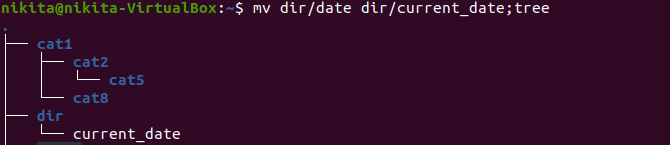 nikita@nikita-VirtualBox:~$ mv dir/date dir/current_date;tree
.
├── cat1
│   ├── cat2
│   │   └── cat5
│   └── cat8
├── dir
│   └── current_date